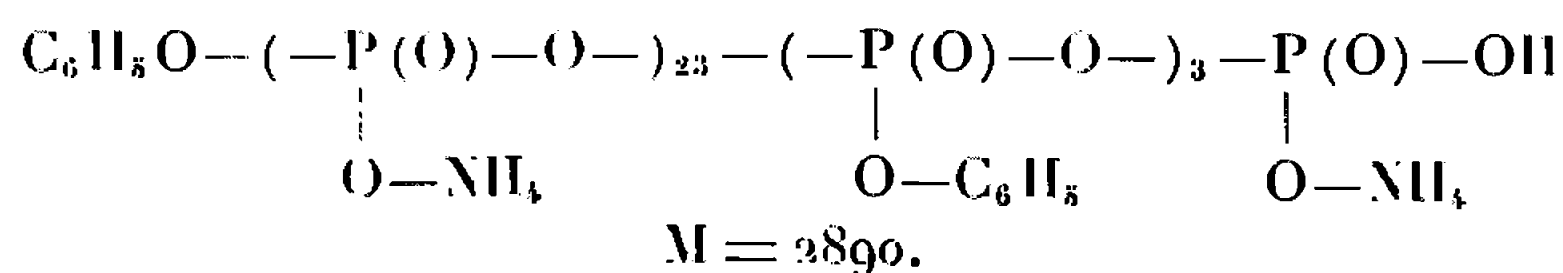 C₆H₅O—(—P(O)—O—)₂₃—(—P(O)—O—)₃—P(O)—OH
O—NH₄ O—C₆H₅ O—NH₄
M = 2890.